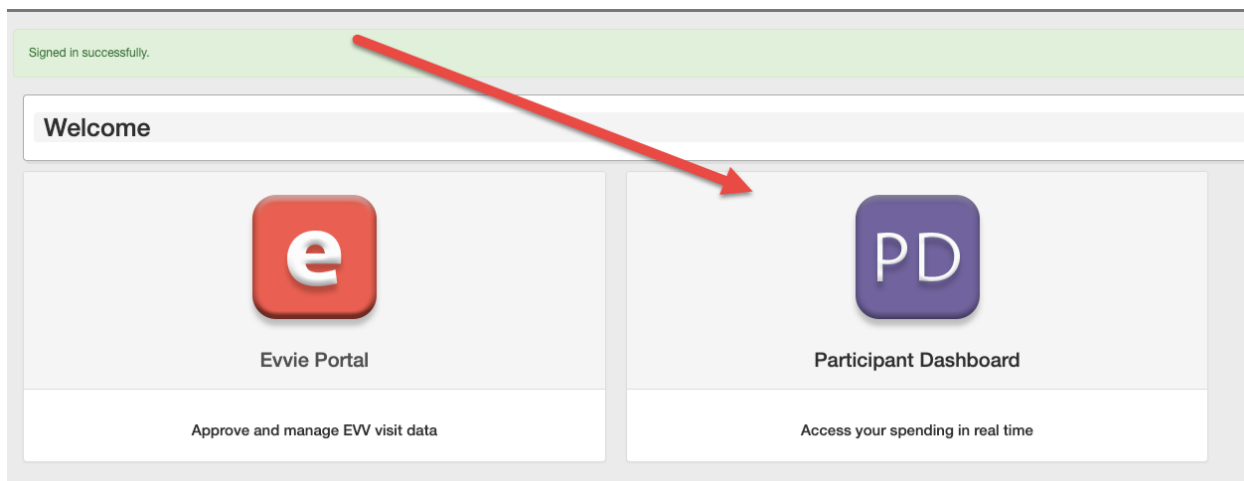 Signed in successfully.
Welcome
e
PD
Evvie Portal
Participant Dashboard
Approve and manage EVV visit data
Access your spending in real time